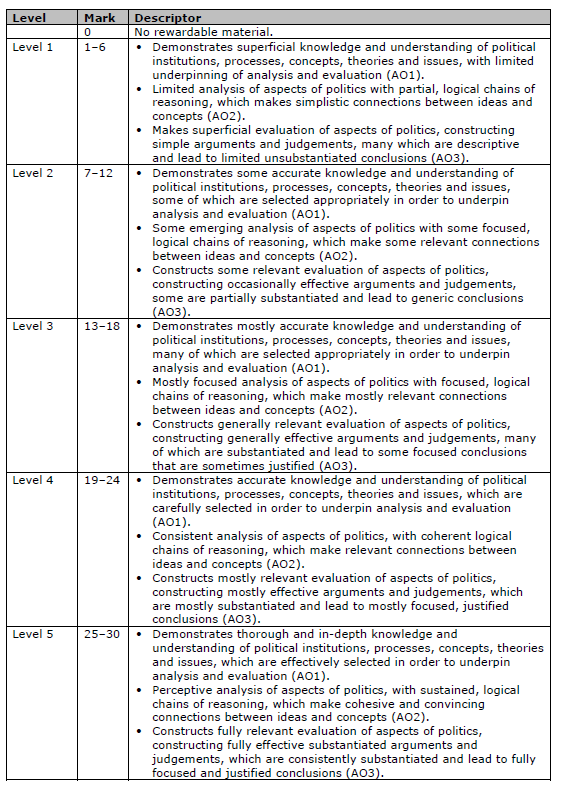 Level Mark Descriptor
0 No rewardable material.
Level 1 1–6 • Demonstrates superficial knowledge and understanding of political
institutions, processes, concepts, theories and issues, with limited
underpinning of analysis and evaluation (AO1).
• Limited analysis of aspects of politics with partial, logical chains of
reasoning, which makes simplistic connections between ideas and
concepts (AO2).
• Makes superficial evaluation of aspects of politics, constructing
simple arguments and judgements, many which are descriptive
and lead to limited unsubstantiated conclusions (AO3).
Level 2 7–12 • Demonstrates some accurate knowledge and understanding of
political institutions, processes, concepts, theories and issues,
some of which are selected appropriately in order to underpin
analysis and evaluation (AO1).
• Some emerging analysis of aspects of politics with some focused,
logical chains of reasoning, which make some relevant connections
between ideas and concepts (AO2).
• Constructs some relevant evaluation of aspects of politics,
constructing occasionally effective arguments and judgements,
some are partially substantiated and lead to generic conclusions
(AO3).
Level 3 13–18 • Demonstrates mostly accurate knowledge and understanding of
political institutions, processes, concepts, theories and issues,
many of which are selected appropriately in order to underpin
analysis and evaluation (AO1).
• Mostly focused analysis of aspects of politics with focused, logical
chains of reasoning, which make mostly relevant connections
between ideas and concepts (AO2).
• Constructs generally relevant evaluation of aspects of politics,
constructing generally effective arguments and judgements, many
of which are substantiated and lead to some focused conclusions
that are sometimes justified (AO3).
Level 4 19–24 • Demonstrates accurate knowledge and understanding of political
institutions, processes, concepts, theories and issues, which are
carefully selected in order to underpin analysis and evaluation
(AO1).
• Consistent analysis of aspects of politics, with coherent logical
chains of reasoning, which make relevant connections between
ideas and concepts (AO2).
• Constructs mostly relevant evaluation of aspects of politics,
constructing mostly effective arguments and judgements, which
are mostly substantiated and lead to mostly focused, justified
conclusions (AO3).
Level 5 25–30 • Demonstrates thorough and in-depth knowledge and
understanding of political institutions, processes, concepts, theories
and issues, which are effectively selected in order to underpin
analysis and evaluation (AO1).
• Perceptive analysis of aspects of politics, with sustained, logical
chains of reasoning, which make cohesive and convincing
connections between ideas and concepts (AO2).
• Constructs fully relevant evaluation of aspects of politics,
constructing fully effective substantiated arguments and
judgements, which are consistently substantiated and lead to fully
focused and justified conclusions (AO3).